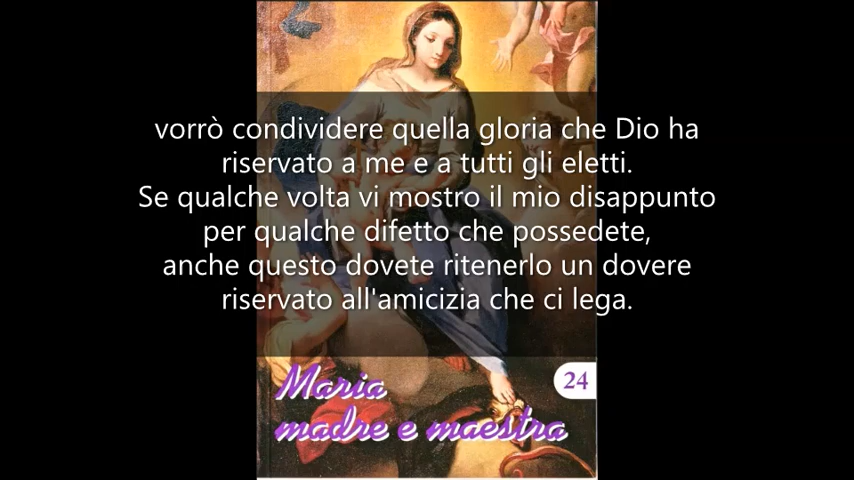 vorrò condividere quella gloria che Dio ha
riservato a me e a tutti gli eletti.
Se qualche volta vi mostro il mio disappunto
per qualche difetto che possedete,
anche questo dovete ritenerlo un dovere
riservato all'amicizia che ci lega.
Maria
24
madre e maestra